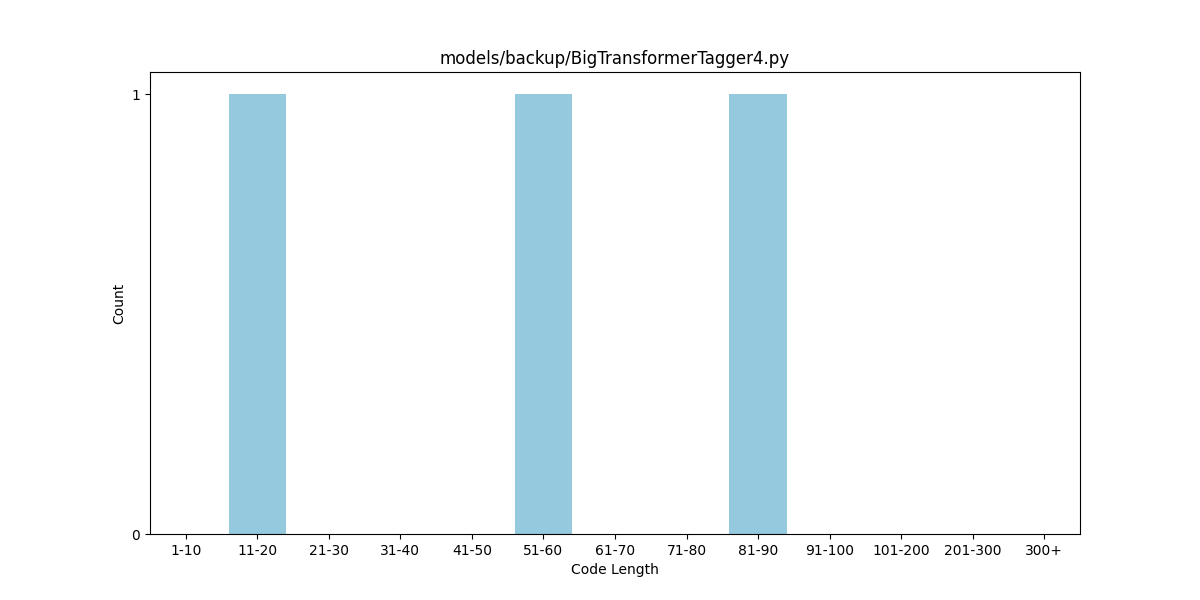 models/backup/BigTransformerTagger4.py
1
Count
0
1-10 11-20 21-30 31-40 41-50 51-60 61-70 71-80 81-90 91-100 101-200 201-300 300+
Code Length